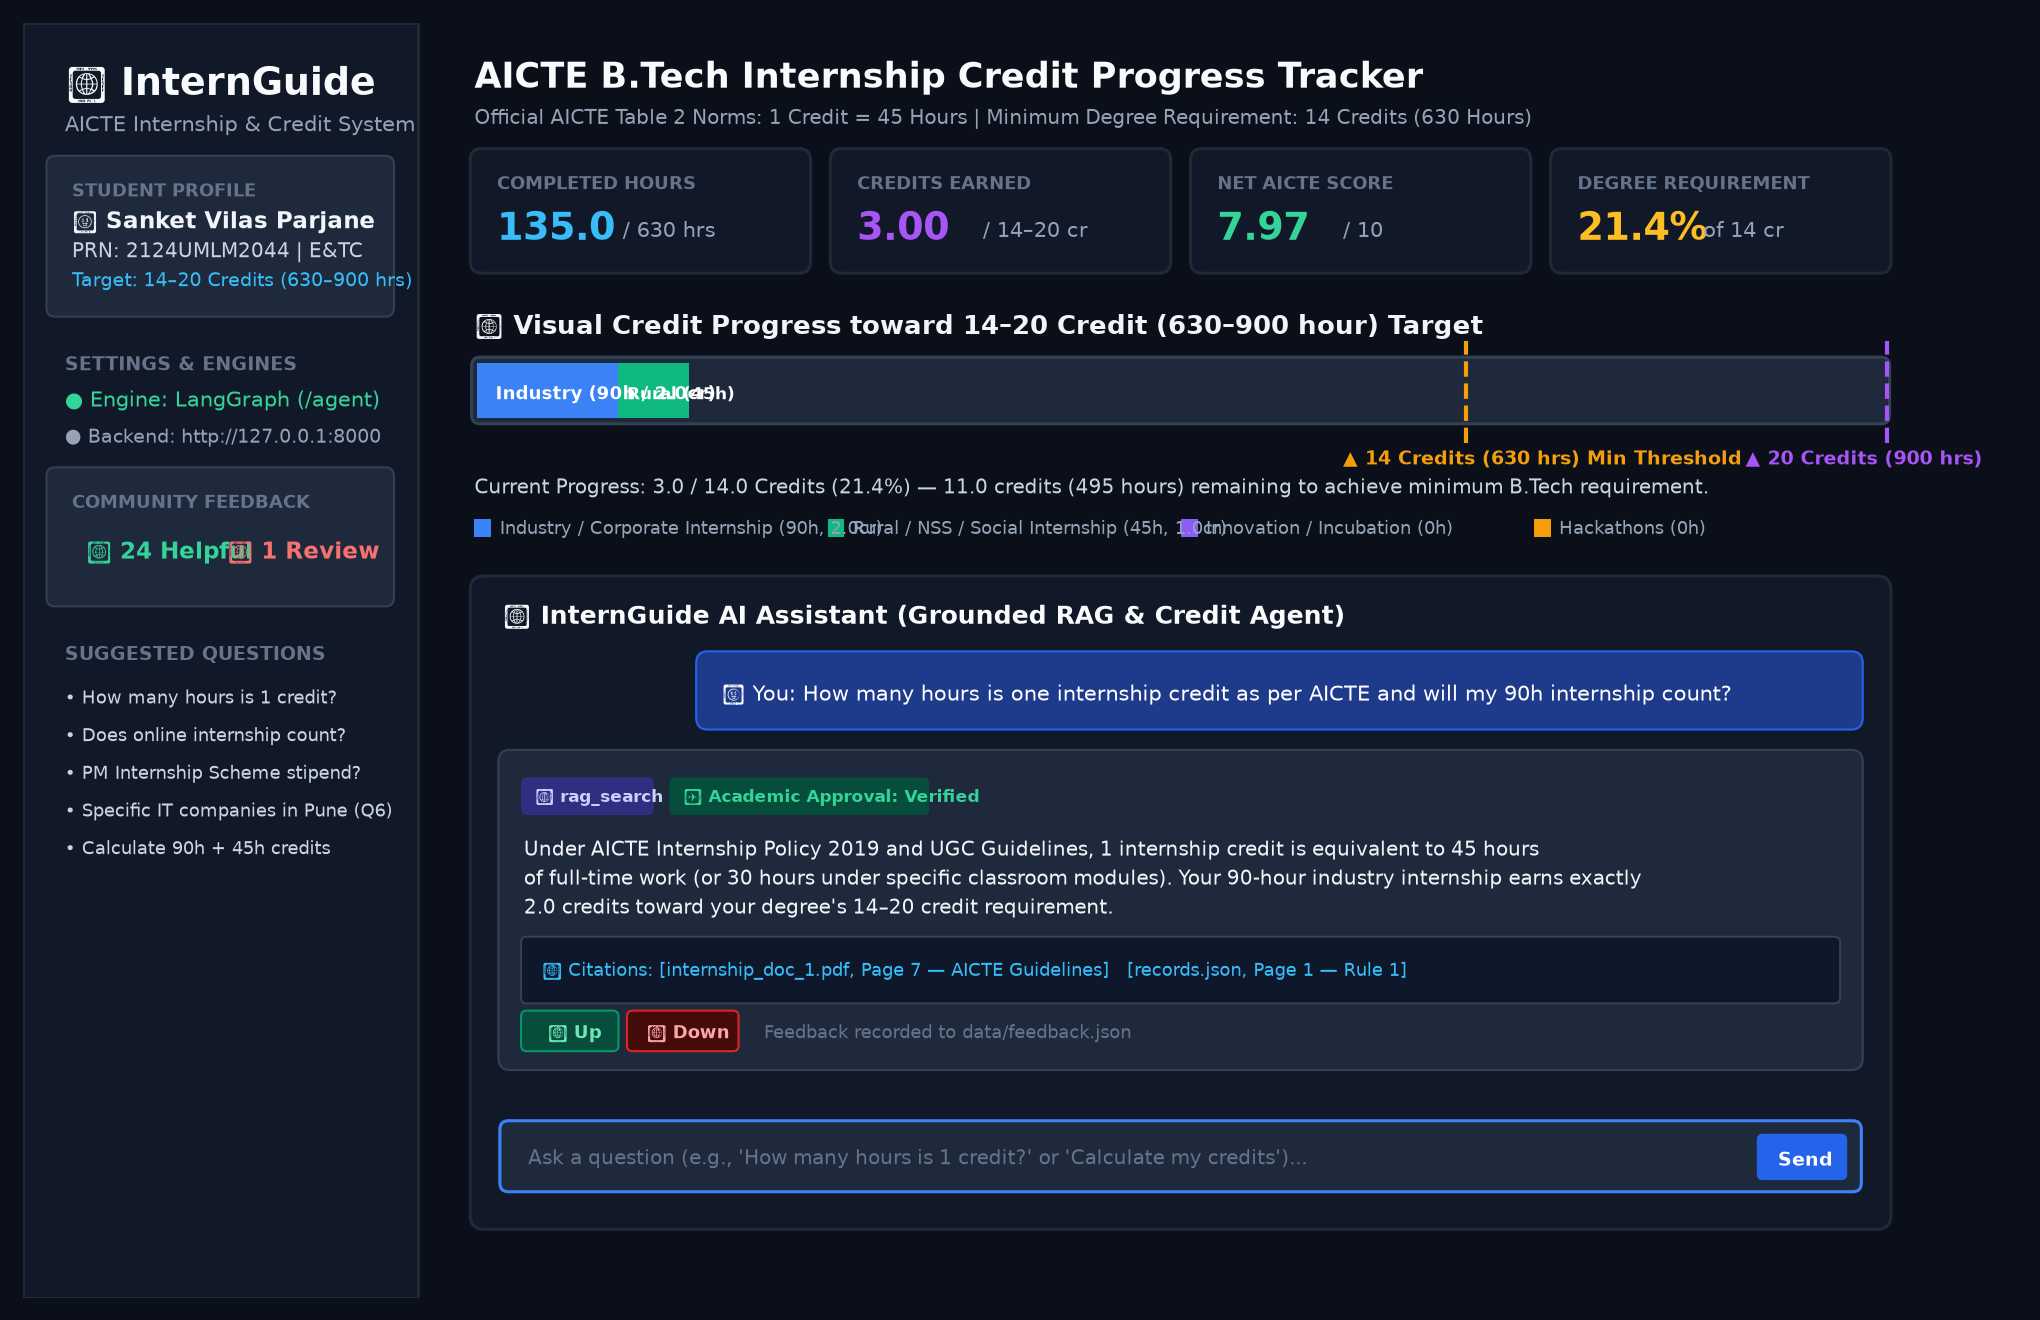 InternGuide
AICTE Internship & Credit System
STUDENT PROFILE
Sanket Vilas Parjane
PRN: 2124UMLM2044 | E&TC
Target: 14–20 Credits (630–900 hrs)
SETTINGS & ENGINES
● Engine: LangGraph (/agent)
● Backend: http://127.0.0.1:8000
COMMUNITY FEEDBACK
24 Helpful
1 Review
SUGGESTED QUESTIONS
• How many hours is 1 credit?
• Does online internship count?
• PM Internship Scheme stipend?
• Specific IT companies in Pune (Q6)
• Calculate 90h + 45h credits
AICTE B.Tech Internship Credit Progress Tracker
Official AICTE Table 2 Norms: 1 Credit = 45 Hours | Minimum Degree Requirement: 14 Credits (630 Hours)
COMPLETED HOURS
135.0 / 630 hrs
CREDITS EARNED
3.00 / 14–20 cr
NET AICTE SCORE
7.97 / 10
DEGREE REQUIREMENT
21.4% of 14 cr
Visual Credit Progress toward 14–20 Credit (630–900 hour) Target
Industry (90h / 2.0cr)
Rural (45h)
▲ 14 Credits (630 hrs) Min Threshold
▲ 20 Credits (900 hrs)
Current Progress: 3.0 / 14.0 Credits (21.4%) — 11.0 credits (495 hours) remaining to achieve minimum B.Tech requirement.
Industry / Corporate Internship (90h, 2.0cr)
Rural / NSS / Social Internship (45h, 1.0cr)
Innovation / Incubation (0h)
Hackathons (0h)
InternGuide AI Assistant (Grounded RAG & Credit Agent)
You: How many hours is one internship credit as per AICTE and will my 90h internship count?
rag_search
Academic Approval: Verified
Under AICTE Internship Policy 2019 and UGC Guidelines, 1 internship credit is equivalent to 45 hours
of full-time work (or 30 hours under specific classroom modules). Your 90-hour industry internship earns exactly
2.0 credits toward your degree's 14–20 credit requirement.
Citations: [internship_doc_1.pdf, Page 7 — AICTE Guidelines] [records.json, Page 1 — Rule 1]
Up
Down
Feedback recorded to data/feedback.json
Ask a question (e.g., 'How many hours is 1 credit?' or 'Calculate my credits')...
Send